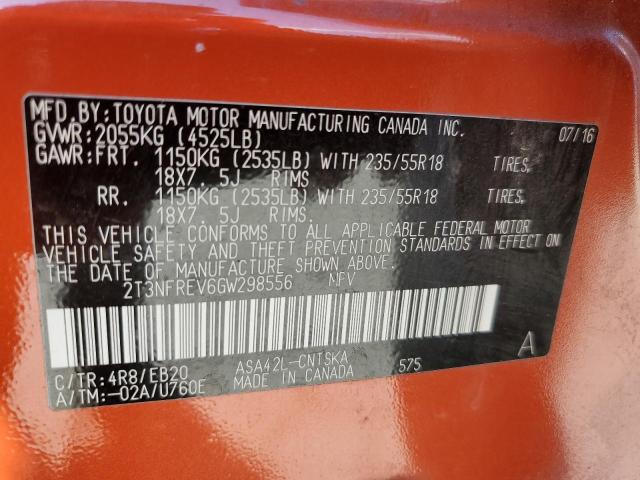 MFD.BY:TOYOTA MOTOR MANUFACTURING CANADA INC. 07/16
GVWR:2055KG (4525LB)
GAWR:FRT. 1150KG (2535LB) WITH 235/55R18 TIRES,
18X7.5J RIMS
RR. 1150KG (2535LB) WITH 235/55R18 TIRES,
18X7.5J RIMS.
THIS VEHICLE CONFORMS TO ALL APPLICABLE FEDERAL MOTOR
VEHICLE SAFETY AND THEFT PREVENTION STANDARDS IN EFFECT ON
THE DATE OF MANUFACTURE SHOWN ABOVE.
2T3NFREV6GW298556 MPV
C/TR:4R8/EB20 ASA42L-CNTSKA 575 A
A/TM:-02A/U760E MADE IN CANADA